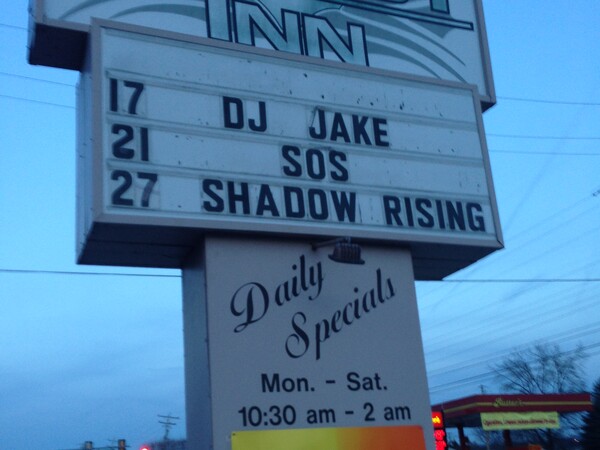 INN
17 DJ JAKE
21 SOS
27 SHADOW RISING
Daily
Specials
Mon. - Sat.
10:30 am - 2 am